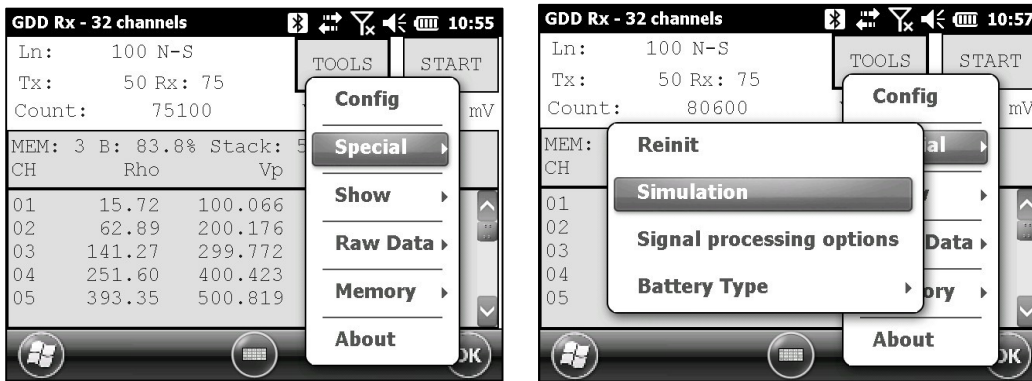 GDD Rx - 32 channels 10:55
Ln: 100 N-S
TOOLS START
Tx: 50 Rx: 75
Count: 75100 mV
Config
MEM: 3 B: 83.8% Stack: 5
Special
CH Rho Vp
Show
01 15.72 100.066
02 62.89 200.176
Raw Data
03 141.27 299.772
04 251.60 400.423
Memory
05 393.35 500.819
About
OK
GDD Rx - 32 channels 10:57
Ln: 100 N-S
TOOLS START
Tx: 50 Rx: 75
Count: 80600 mV
Config
MEM:
Reinit
CH
Simulation
01
02
Signal processing options
Data
03
04
Battery Type
05
About
OK